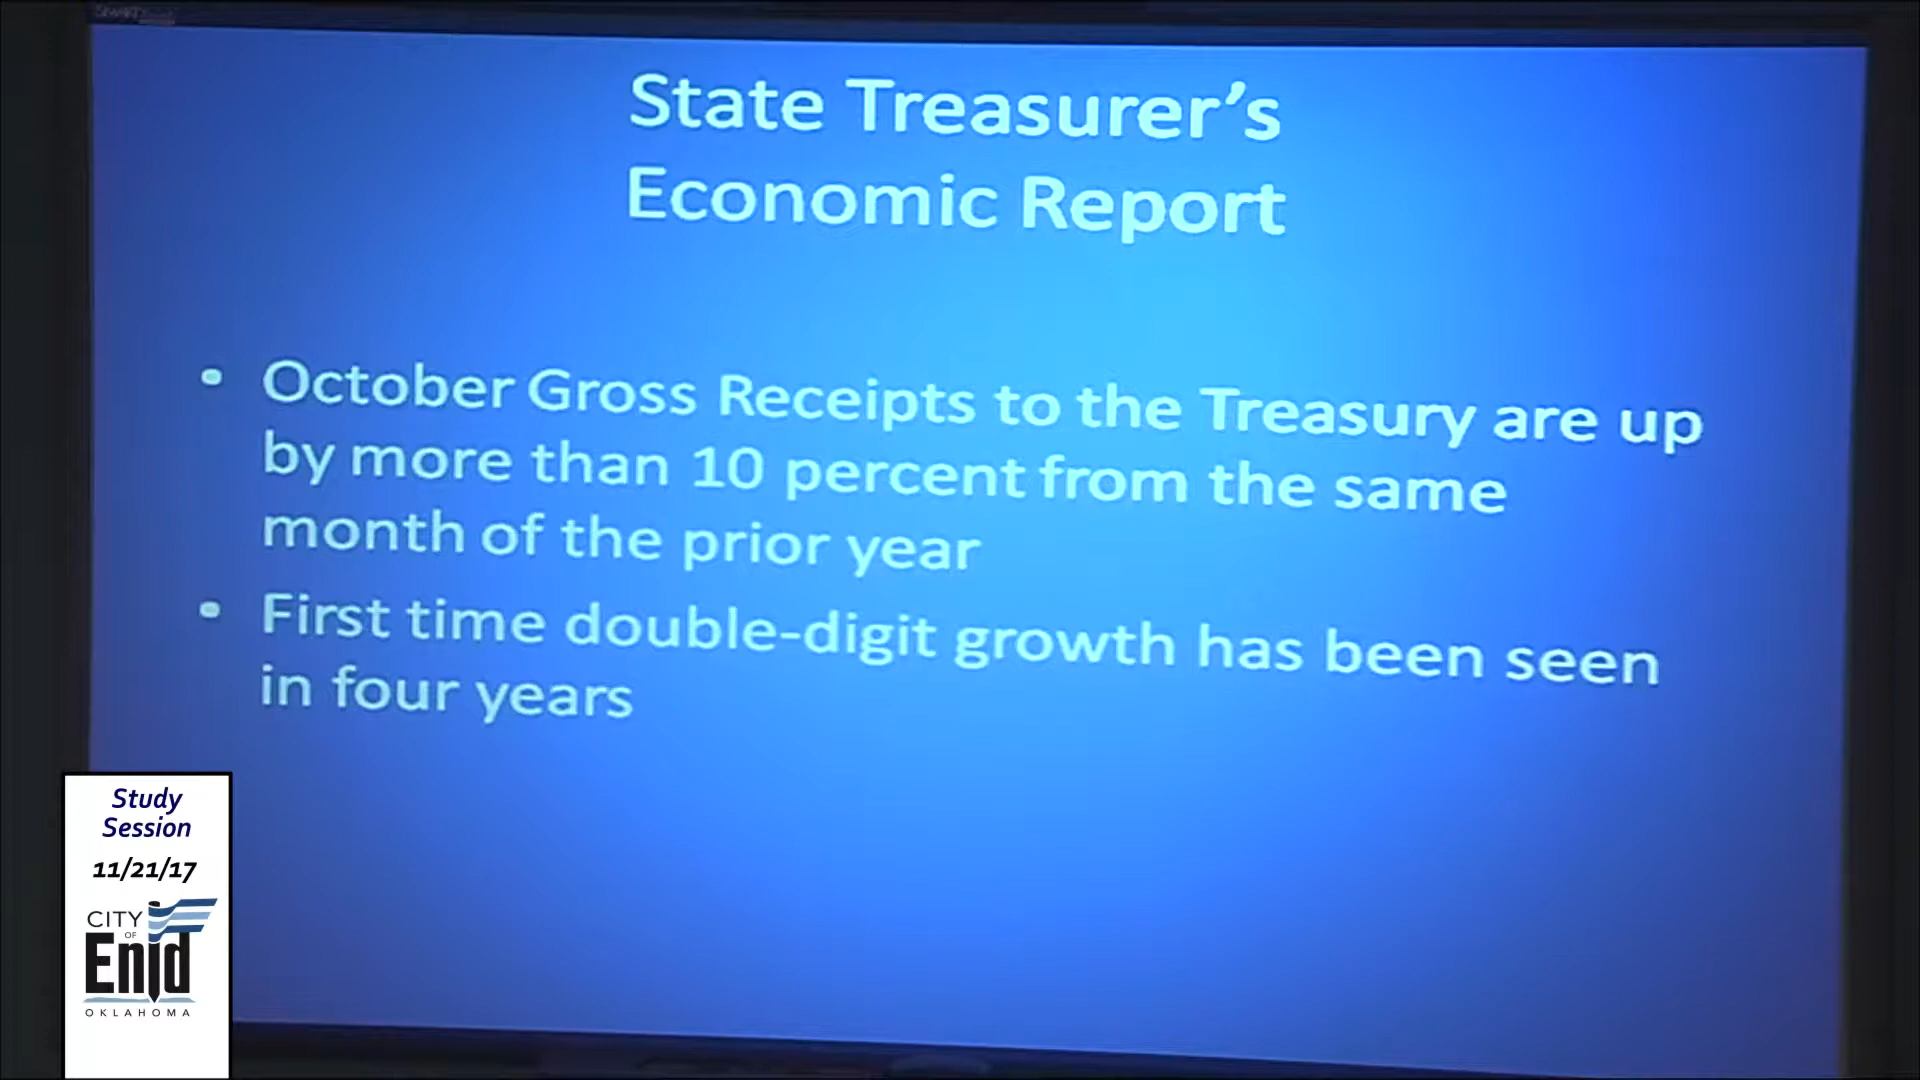 State Treasurer's
Economic Report
• October Gross Receipts to the Treasury are up
by more than 10 percent from the same
month of the prior year
• First time double-digit growth has been seen
in four years
Study
Session
11/21/17
CITY
OF
Enid
OKLAHOMA